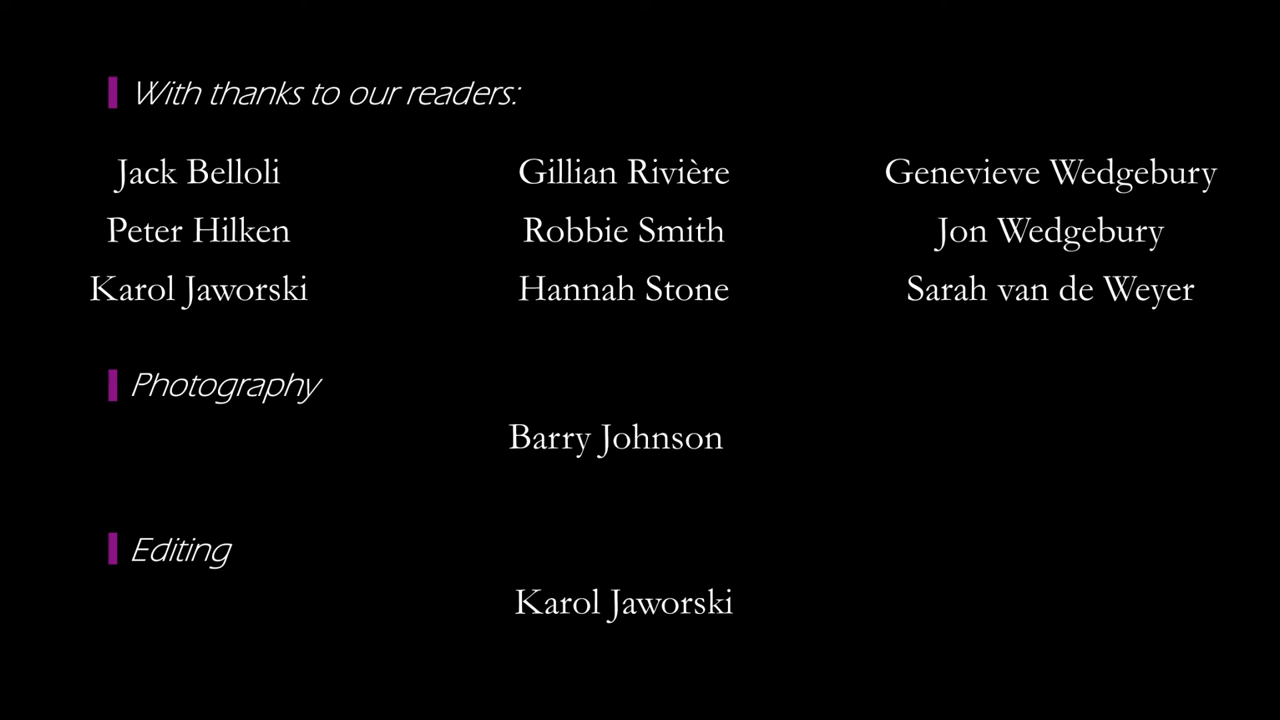 With thanks to our readers:
Jack Belloli Gillian Rivière Genevieve Wedgebury
Peter Hilken Robbie Smith Jon Wedgebury
Karol Jaworski Hannah Stone Sarah van de Weyer
Photography
Barry Johnson
Editing
Karol Jaworski